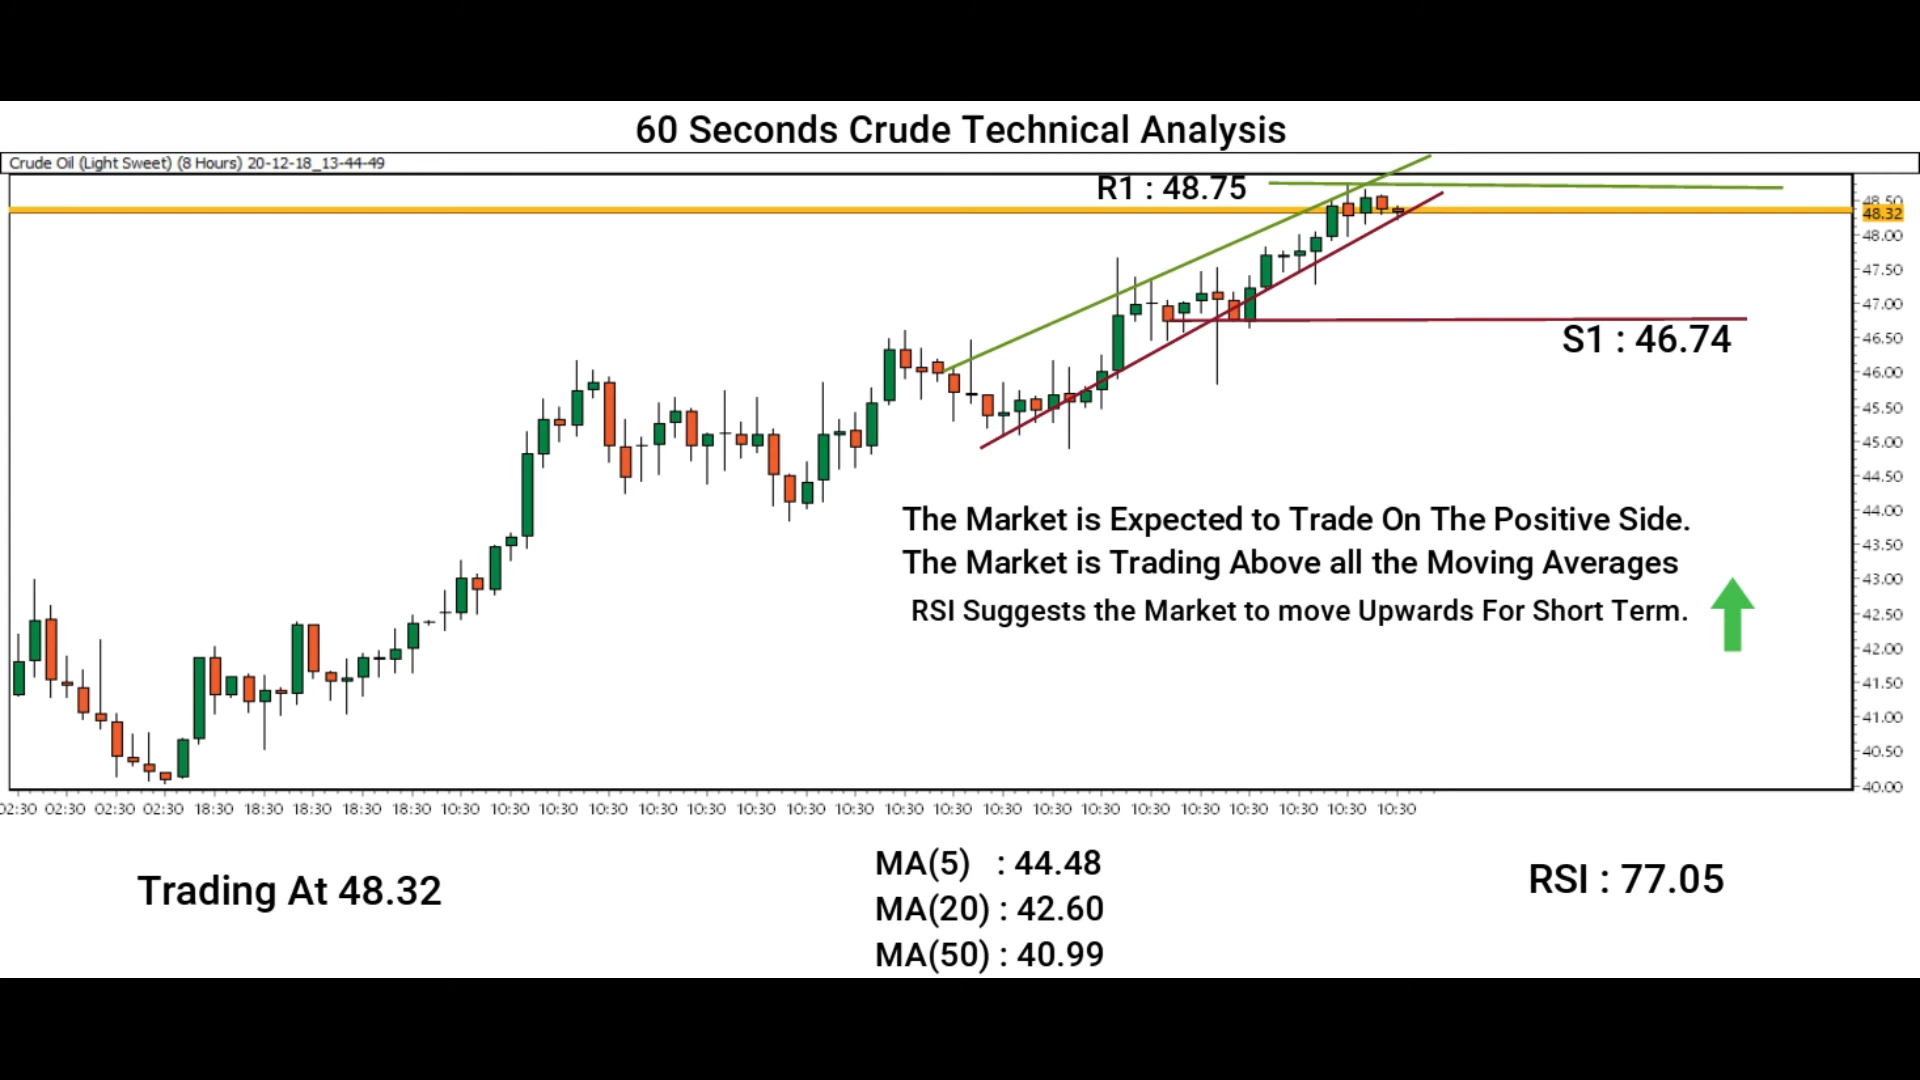 60 Seconds Crude Technical Analysis
Crude Oil (Light Sweet) (8 Hours) 20-12-18_13-44-49
R1 : 48.75
48.50
48.32
48.00
47.50
47.00
S1 : 46.74
46.50
46.00
45.50
45.00
44.50
44.00
The Market is Expected to Trade On The Positive Side.
43.50
The Market is Trading Above all the Moving Averages
43.00
RSI Suggests the Market to move Upwards For Short Term.
42.50
42.00
41.50
41.00
40.50
40.00
02:30 02:30 02:30 02:30 18:30 18:30 18:30 18:30 18:30 10:30 10:30 10:30 10:30 10:30 10:30 10:30 10:30 10:30 10:30 10:30 10:30 10:30 10:30 10:30 10:30 10:30 10:30 10:30 10:30
Trading At 48.32
MA(5) : 44.48
MA(20) : 42.60
MA(50) : 40.99
RSI : 77.05